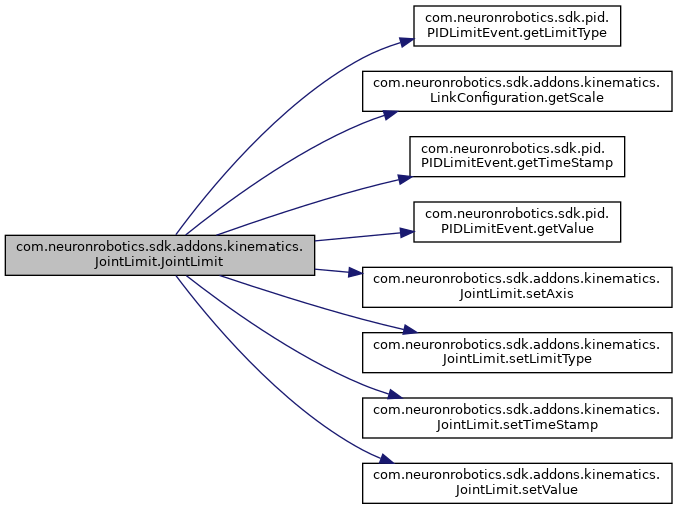 com.neuronrobotics.sdk.pid.
PIDLimitEvent.getLimitType
com.neuronrobotics.sdk.addons.kinematics.
LinkConfiguration.getScale
com.neuronrobotics.sdk.pid.
PIDLimitEvent.getTimeStamp
com.neuronrobotics.sdk.pid.
PIDLimitEvent.getValue
com.neuronrobotics.sdk.addons.kinematics.
JointLimit.JointLimit
com.neuronrobotics.sdk.addons.kinematics.
JointLimit.setAxis
com.neuronrobotics.sdk.addons.kinematics.
JointLimit.setLimitType
com.neuronrobotics.sdk.addons.kinematics.
JointLimit.setTimeStamp
com.neuronrobotics.sdk.addons.kinematics.
JointLimit.setValue